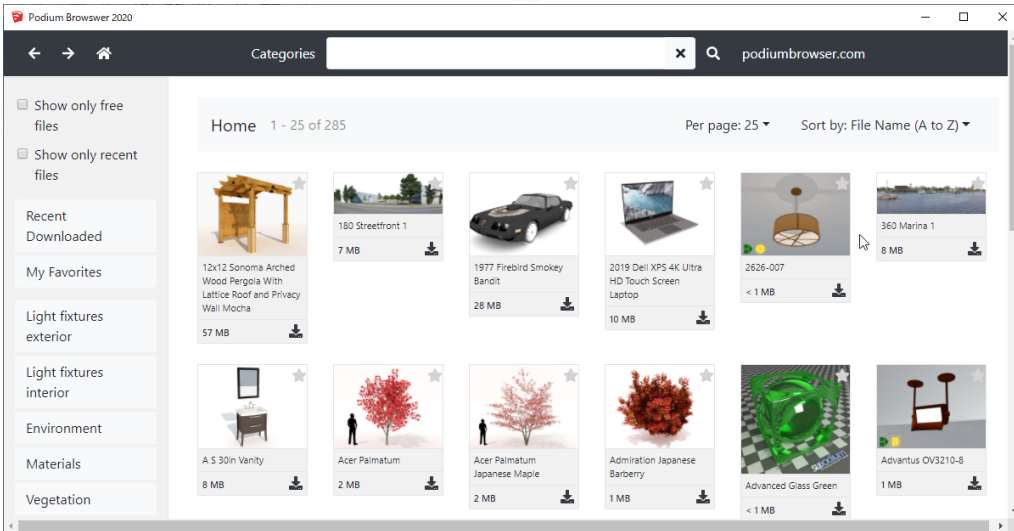 Podium Browswer 2020
Categories
podiumbrowser.com
Show only free
files
Show only recent
files
Recent
Downloaded
My Favorites
Light fixtures
exterior
Light fixtures
interior
Environment
Materials
Vegetation
Home 1 - 25 of 285
Per page: 25
Sort by: File Name (A to Z)
12x12 Sonoma Arched
Wood Pergola With
Lattice Roof and Privacy
Wall Mocha
57 MB
180 Streetfront 1
7 MB
1977 Firebird Smokey
Bandit
28 MB
2019 Dell XPS 4K Ultra
HD Touch Screen
Laptop
10 MB
2626-007
< 1 MB
360 Marina 1
8 MB
A S 30in Vanity
8 MB
Acer Palmatum
2 MB
Acer Palmatum
Japanese Maple
2 MB
Admiration Japanese
Barberry
1 MB
supodium
Advanced Glass Green
< 1 MB
Advantus OV3210-8
1 MB